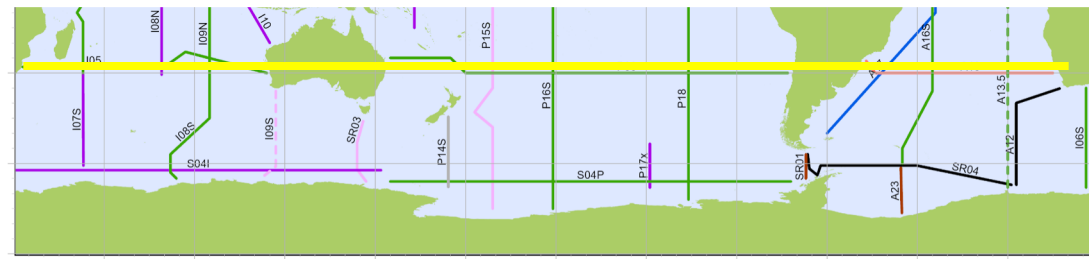 I08N
I09N
I10
P15S
A16S
I05
I07S
I08S
I09S
SR03
P14S
P16S
P18
A13.5
A12
I06S
S04I
P17x
S04P
SR01
A23
SR04